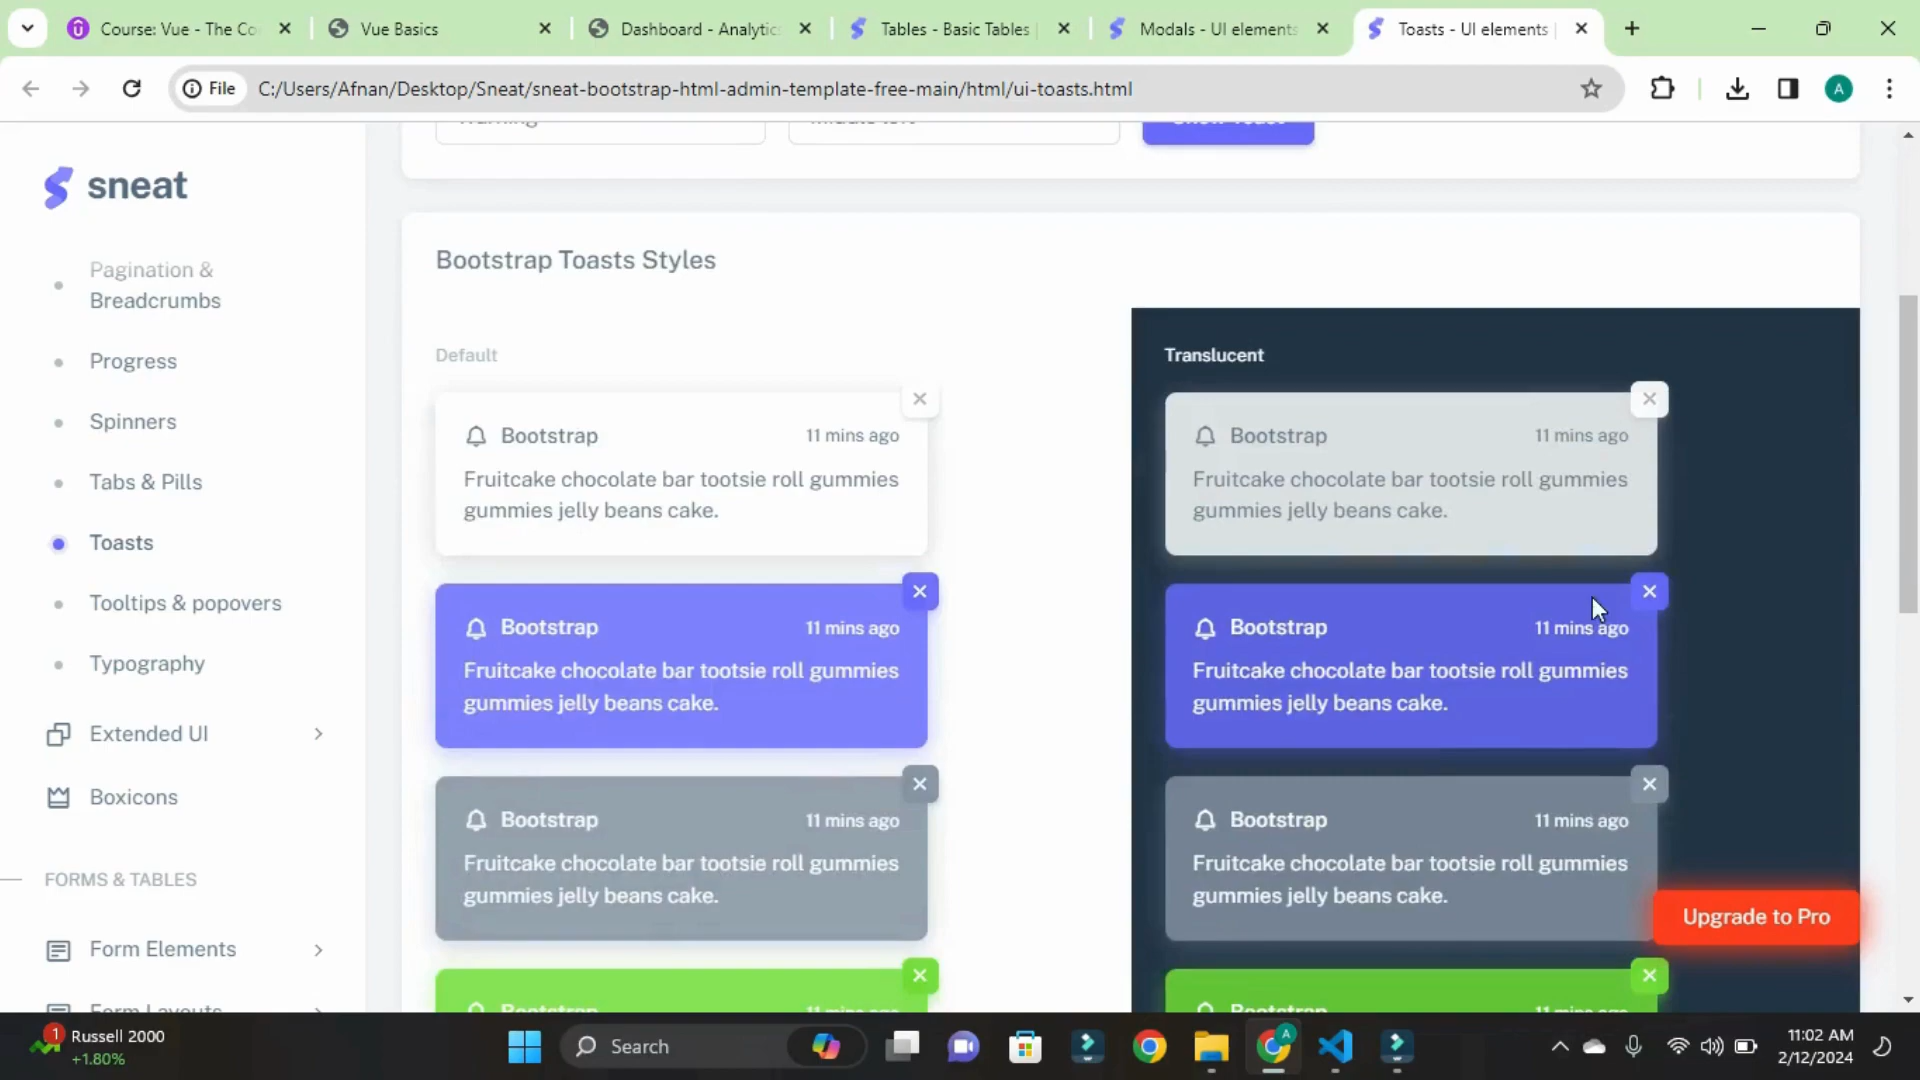 Course: Vue - The Co
Vue Basics
Dashboard - Analytics
Tables - Basic Tables |
Modals - UI elements
Toasts - UI elements |
File
C:/Users/Afnan/Desktop/Sneat/sneat-bootstrap-html-admin-template-free-main/html/ui-toasts.html
A
sneat
Pagination &
Breadcrumbs
Progress
Spinners
Tabs & Pills
Toasts
Tooltips & popovers
Typography
Extended UI
Boxicons
FORMS & TABLES
Form Elements
Form Layouts
Warning
Middle left
Show Toast
Bootstrap Toasts Styles
Default
Bootstrap
11 mins ago
Fruitcake chocolate bar tootsie roll gummies
gummies jelly beans cake.
Bootstrap
11 mins ago
Fruitcake chocolate bar tootsie roll gummies
gummies jelly beans cake.
Bootstrap
11 mins ago
Fruitcake chocolate bar tootsie roll gummies
gummies jelly beans cake.
Bootstrap
11 mins ago
Translucent
Bootstrap
11 mins ago
Fruitcake chocolate bar tootsie roll gummies
gummies jelly beans cake.
Bootstrap
11 mins ago
Fruitcake chocolate bar tootsie roll gummies
gummies jelly beans cake.
Bootstrap
11 mins ago
Fruitcake chocolate bar tootsie roll gummies
gummies jelly beans cake.
Bootstrap
11 mins ago
Upgrade to Pro
1
Russell 2000
+1.80%
Search
A
11:02 AM
2/12/2024